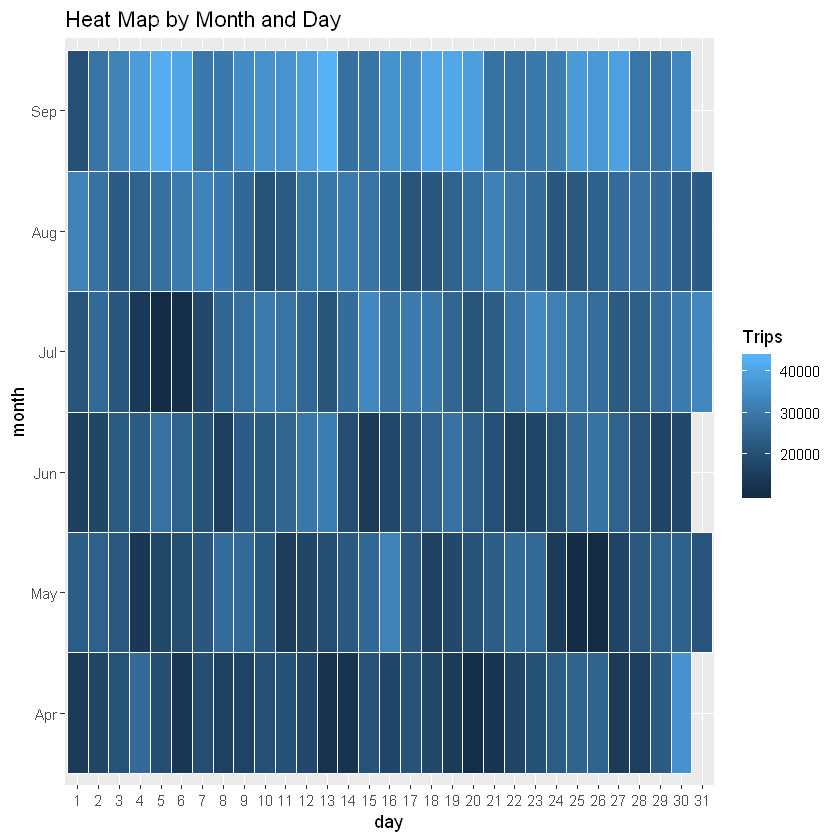 Heat Map by Month and Day
Sep
Aug
Jul
Jun
May
Apr
month
1 2 3 4 5 6 7 8 9 10 11 12 13 14 15 16 17 18 19 20 21 22 23 24 25 26 27 28 29 30 31
day
Trips
40000
30000
20000